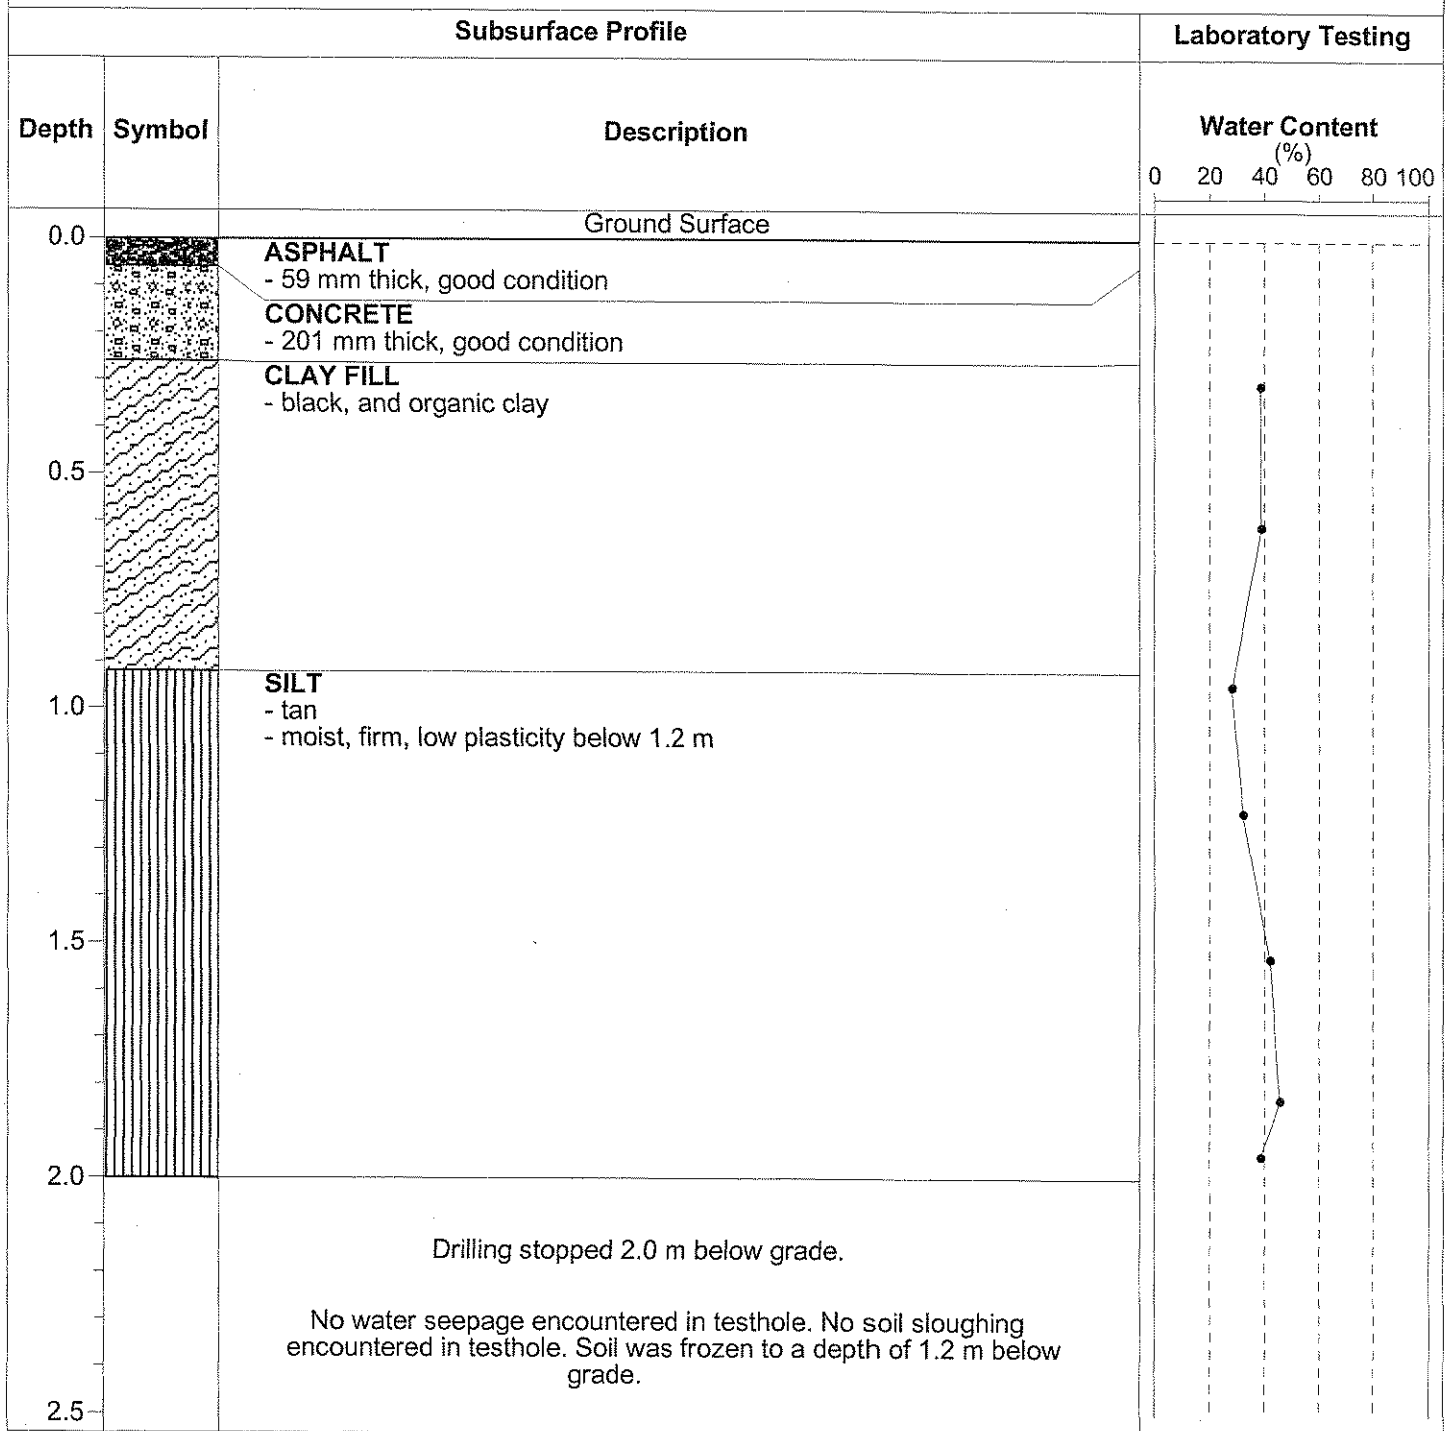 Subsurface Profile
Laboratory Testing
Depth
Symbol
Description
Water Content
(%)
0 20 40 60 80 100
Ground Surface
0.0
ASPHALT
- 59 mm thick, good condition
CONCRETE
- 201 mm thick, good condition
CLAY FILL
- black, and organic clay
0.5
SILT
1.0
- tan
- moist, firm, low plasticity below 1.2 m
1.5
2.0
Drilling stopped 2.0 m below grade.
No water seepage encountered in testhole. No soil sloughing
encountered in testhole. Soil was frozen to a depth of 1.2 m below
grade.
2.5